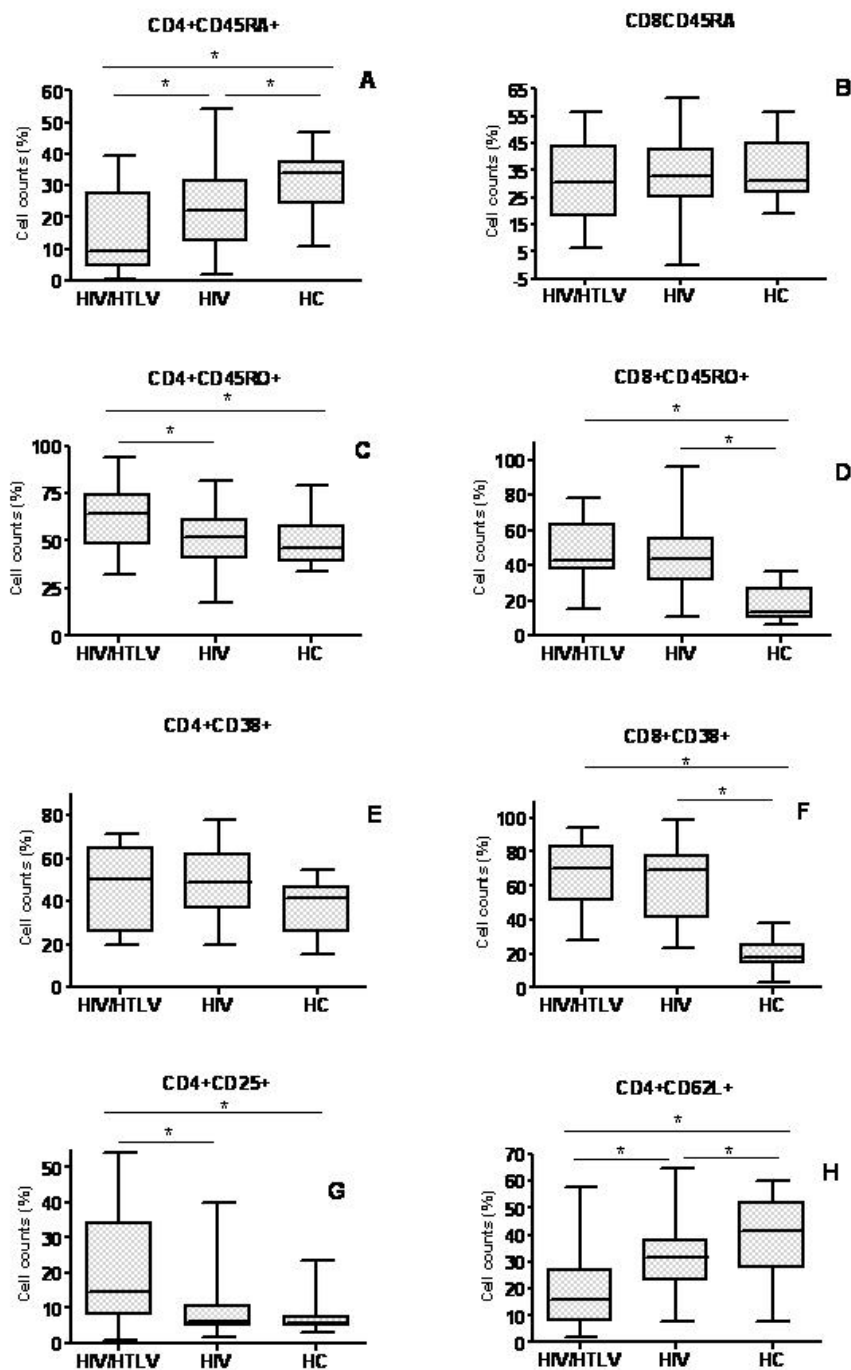 CD4+CD45RA+
*
* *
A
Cell counts (%)
60
50
40
30
20
10
0
HIV/HTLV HIV HC
CD8CD45RA
B
Cell counts (%)
65
55
45
35
25
15
5
-5
HIV/HTLV HIV HC
CD4+CD45RO+
*
*
C
Cell counts (%)
100
75
50
25
0
HIV/HTLV HIV HC
CD8+CD45RO+
*
*
D
Cell counts (%)
100
80
60
40
20
0
HIV/HTLV HIV HC
CD4+CD38+
E
Cell counts (%)
80
60
40
20
0
HIV/HTLV HIV HC
CD8+CD38+
*
*
F
Cell counts (%)
100
80
60
40
20
0
HIV/HTLV HIV HC
CD4+CD25+
*
*
G
Cell counts (%)
50
40
30
20
10
0
HIV/HTLV HIV HC
CD4+CD62L+
*
* *
H
Cell counts (%)
70
60
50
40
30
20
10
0
HIV/HTLV HIV HC